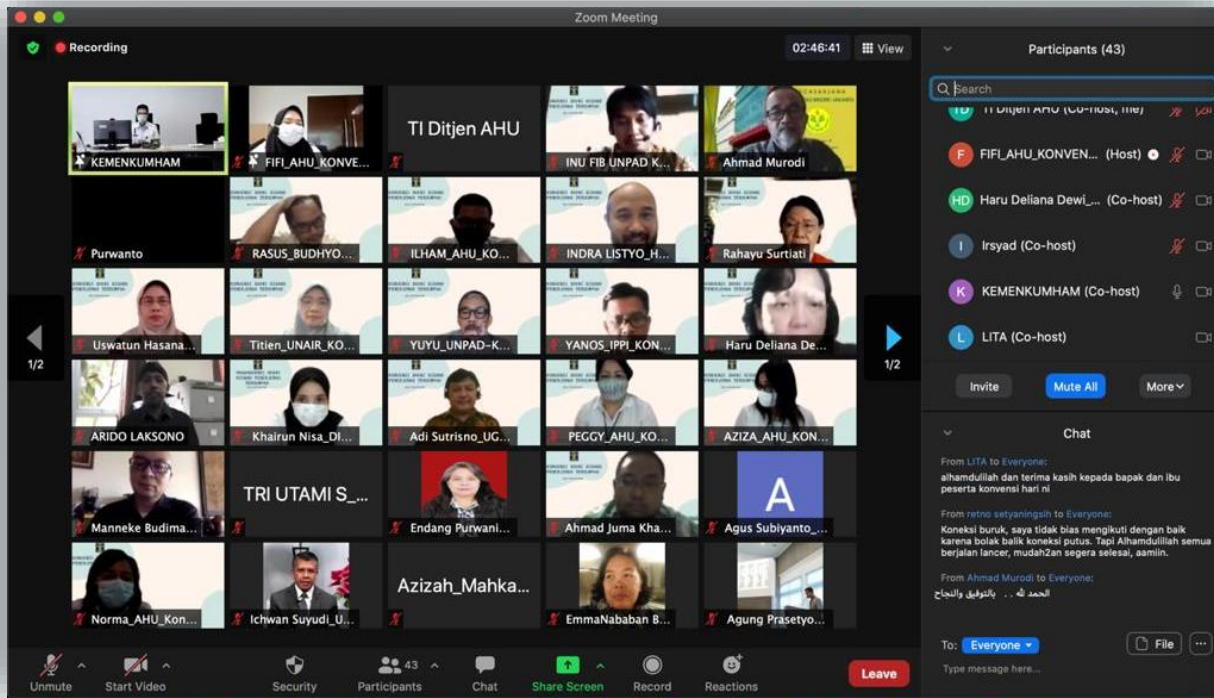 Zoom Meeting
Recording
02:46:41
View
KEMENKUMHAM
FIFI_AHU_KONVE...
TI Ditjen AHU
INU FIB UNPAD K...
Ahmad Murodi
Purwanto
RASUS_BUDHYO...
ILHAM_AHU_KO...
INDRA LISTYO_H...
Rahayu Surtiati
Uswatun Hasana...
Titien_UNAIR_KO...
YUYU_UNPAD-K...
YANOS_IPPI_KON...
Haru Deliana De...
1/2
1/2
ARIDO LAKSONO
Khairun Nisa_DI...
Adi Sutrisno_UG...
PEGGY_AHU_KO...
AZIZA_AHU_KON...
Manneke Budima...
TRI UTAMI S_...
Endang Purwani...
Ahmad Juma Kha...
A
Agus Subiyanto_...
Norma_AHU_Kon...
Ichwan Suyudi_U...
Azizah_Mahka...
EmmaNababan B...
Agung Prasetyo...
Unmute
Start Video
Security
43
Participants
Chat
Share Screen
Record
Reactions
Leave
Participants (43)
Search
TI Ditjen AHU (Co-host, me)
F FIFI_AHU_KONVEN... (Host)
HD Haru Deliana Dewi_... (Co-host)
I Irsyad (Co-host)
K KEMENKUMHAM (Co-host)
L LITA (Co-host)
Invite
Mute All
More
Chat
From LITA to Everyone:
alhamdulillah dan terima kasih kepada bapak dan ibu
peserta konvensi hari ni
From retno setyaningsih to Everyone:
Koneksi buruk, saya tidak bias mengikuti dengan baik
karena bolak balik koneksi putus. Tapi Alhamdulillah semua
berjalan lancer, mudah2an segera selesai, aamiin.
From Ahmad Murodi to Everyone:
الحمد لله . . بالتوفيق والنجاح
To: Everyone
File
Type message here...